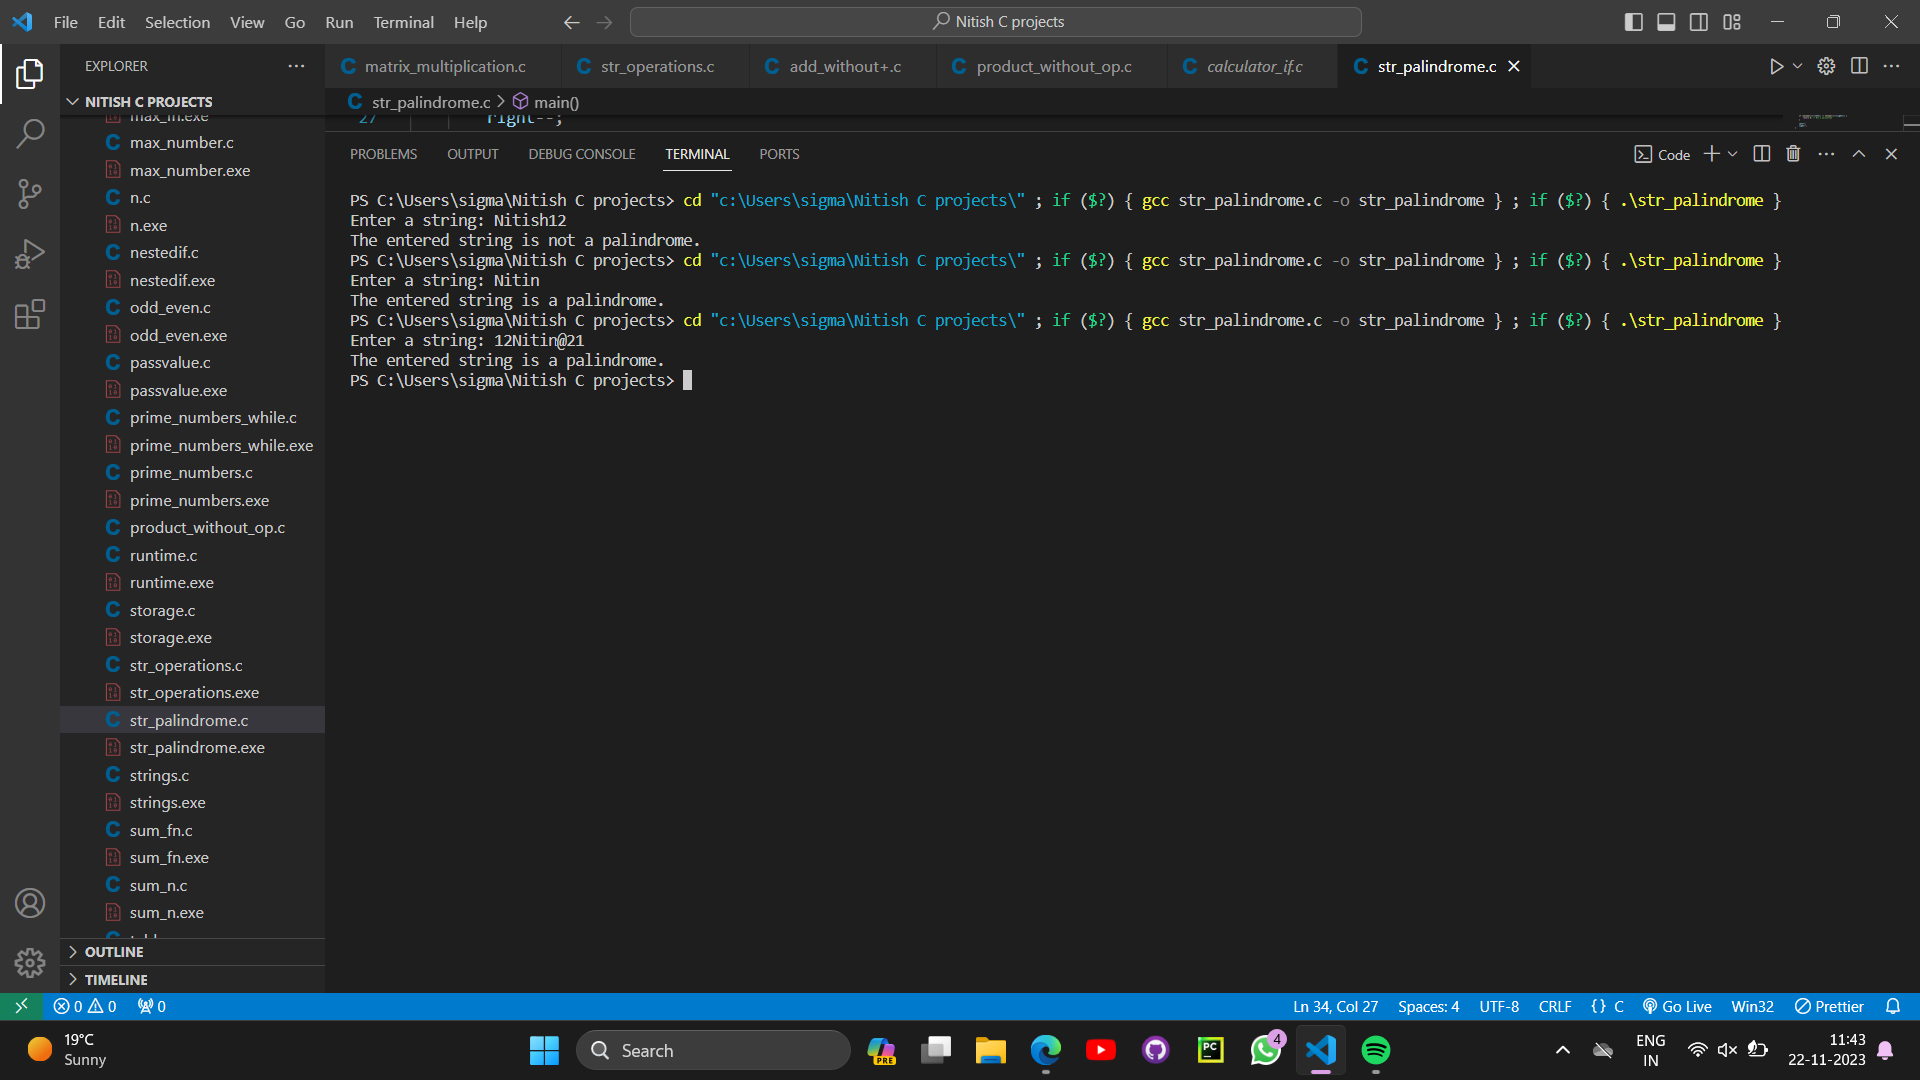 File Edit Selection View Go Run Terminal Help
Nitish C projects
EXPLORER
matrix_multiplication.c
str_operations.c
add_without+.c
product_without_op.c
calculator_if.c
str_palindrome.c
NITISH C PROJECTS
str_palindrome.c > main()
max_fn.exe
27 right--;
max_number.c
max_number.exe
n.c
n.exe
nestedif.c
nestedif.exe
odd_even.c
odd_even.exe
passvalue.c
passvalue.exe
prime_numbers_while.c
prime_numbers_while.exe
prime_numbers.c
prime_numbers.exe
product_without_op.c
runtime.c
runtime.exe
storage.c
storage.exe
str_operations.c
str_operations.exe
str_palindrome.c
str_palindrome.exe
strings.c
strings.exe
sum_fn.c
sum_fn.exe
sum_n.c
sum_n.exe
OUTLINE
TIMELINE
PROBLEMS OUTPUT DEBUG CONSOLE TERMINAL PORTS
Code
PS C:\Users\sigma\Nitish C projects> cd "c:\Users\sigma\Nitish C projects\" ; if ($?) { gcc str_palindrome.c -o str_palindrome } ; if ($?) { .\str_palindrome }
Enter a string: Nitish12
The entered string is not a palindrome.
PS C:\Users\sigma\Nitish C projects> cd "c:\Users\sigma\Nitish C projects\" ; if ($?) { gcc str_palindrome.c -o str_palindrome } ; if ($?) { .\str_palindrome }
Enter a string: Nitin
The entered string is a palindrome.
PS C:\Users\sigma\Nitish C projects> cd "c:\Users\sigma\Nitish C projects\" ; if ($?) { gcc str_palindrome.c -o str_palindrome } ; if ($?) { .\str_palindrome }
Enter a string: 12Nitin@21
The entered string is a palindrome.
PS C:\Users\sigma\Nitish C projects>
0 0 0
Ln 34, Col 27 Spaces: 4 UTF-8 CRLF {} C Go Live Win32 Prettier
19°C
Sunny
Search
PRE
PC
4
ENG
IN
11:43
22-11-2023